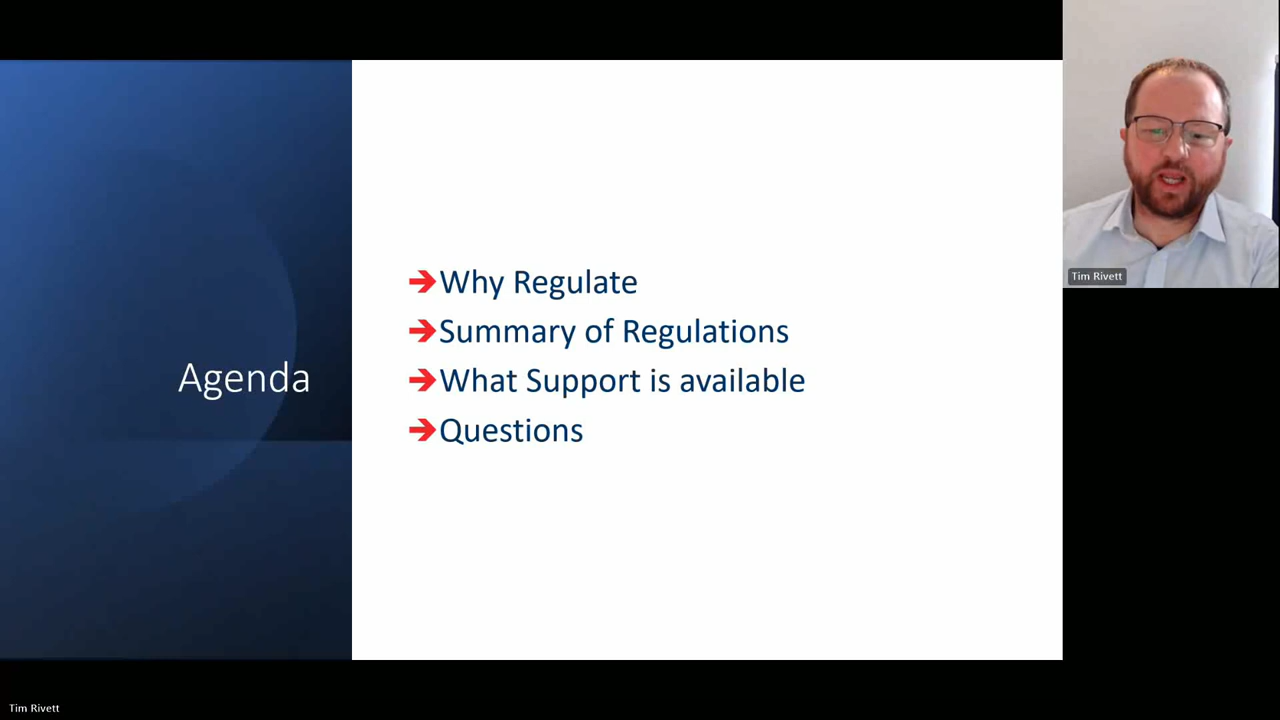 Agenda
Why Regulate
Summary of Regulations
What Support is available
Questions
Tim Rivett
Tim Rivett